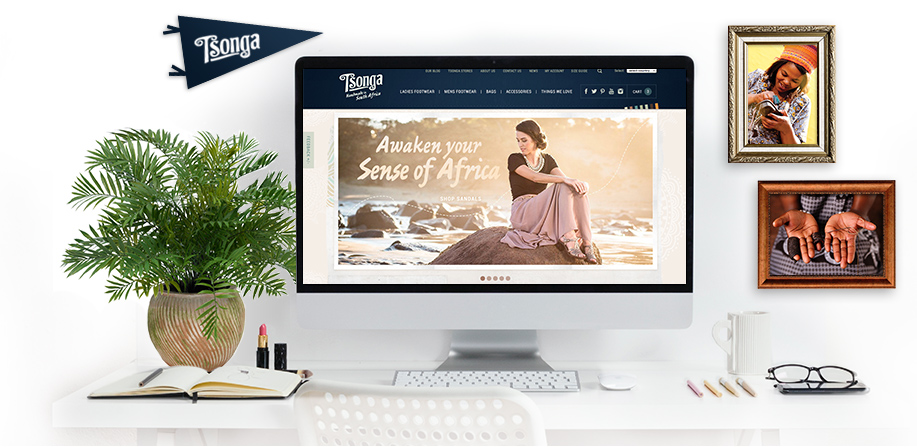 Tsonga
OUR BLOG TSONGA STORES ABOUT US CONTACT US NEWS MY ACCOUNT SIZE GUIDE
Tsonga
Handmade in
South Africa
LADIES FOOTWEAR | MENS FOOTWEAR | BAGS | ACCESSORIES | THINGS WE LOVE
CART
FEEDBACK
Awaken your
Sense of Africa
SHOP SANDALS